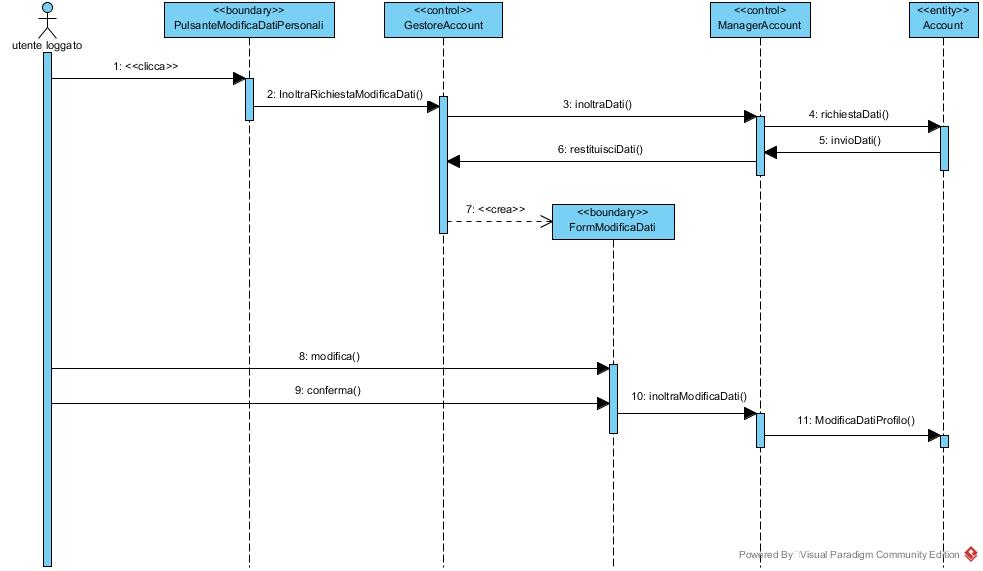 <<boundary>>
PulsanteModificaDatiPersonali
<<control>>
GestoreAccount
<<control>
ManagerAccount
<<entity>>
Account
utente loggato
1: <<clicca>>
2: InoltraRichiestaModificaDati()
3: inoltraDati()
4: richiestaDati()
5: invioDati()
6: restituisciDati()
7: <<crea>>
<<boundary>>
FormModificaDati
8: modifica()
9: conferma()
10: inoltraModificaDati()
11: ModificaDatiProfilo()
Powered By Visual Paradigm Community Edition